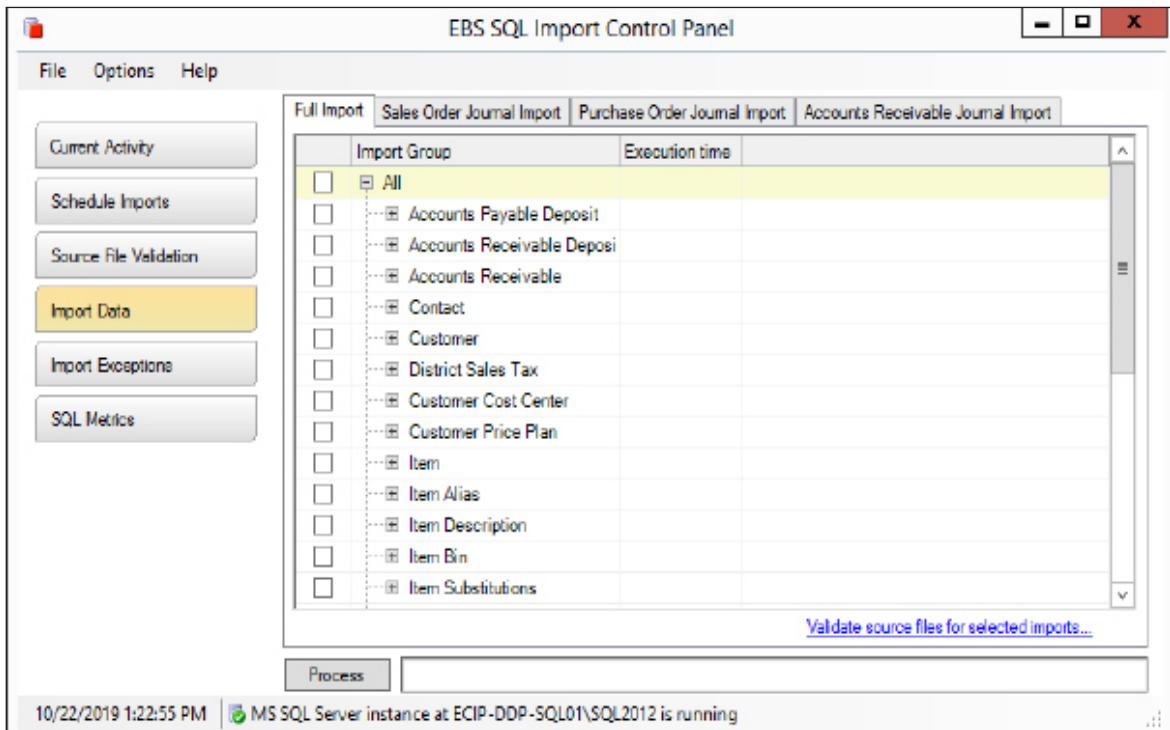 EBS SQL Import Control Panel
File Options Help
Full Import Sales Order Journal Import Purchase Order Journal Import Accounts Receivable Journal Import
Current Activity
Schedule Imports
Source File Validation
Import Data
Import Exceptions
SQL Metrics
Import Group Execution time
All
Accounts Payable Deposit
Accounts Receivable Deposi
Accounts Receivable
Contact
Customer
District Sales Tax
Customer Cost Center
Customer Price Plan
Item
Item Alias
Item Description
Item Bin
Item Substitutions
Validate source files for selected imports...
Process
10/22/2019 1:22:55 PM MS SQL Server instance at ECIP-DDP-SQL01\SQL2012 is running